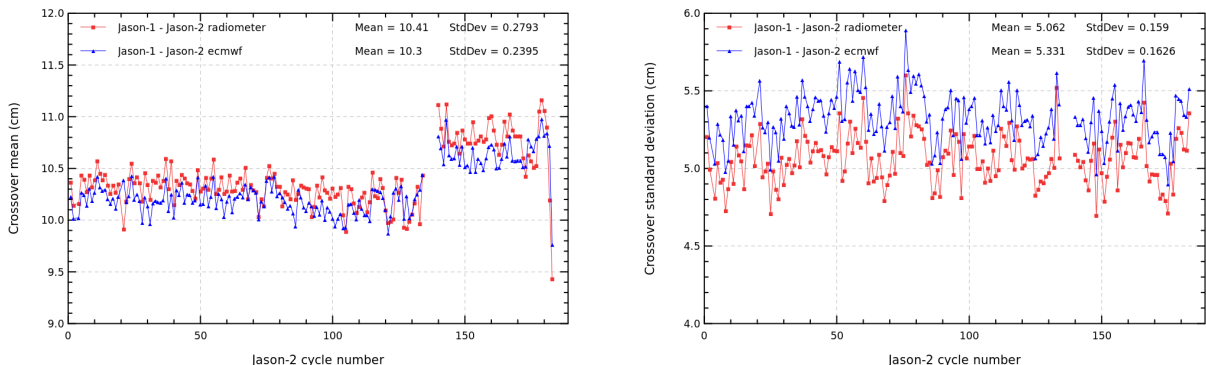 12.0
11.5
11.0
10.5
10.0
9.5
9.0
Crossover mean (cm)
Jason-1 - Jason-2 radiometer Mean = 10.41 StdDev = 0.2793
Jason-1 - Jason-2 ecmwf Mean = 10.3 StdDev = 0.2395
0 50 100 150
Jason-2 cycle number
6.0
5.5
5.0
4.5
4.0
Crossover standard deviation (cm)
Jason-1 - Jason-2 radiometer Mean = 5.062 StdDev = 0.159
Jason-1 - Jason-2 ecmwf Mean = 5.331 StdDev = 0.1626
0 50 100 150
Jason-2 cycle number